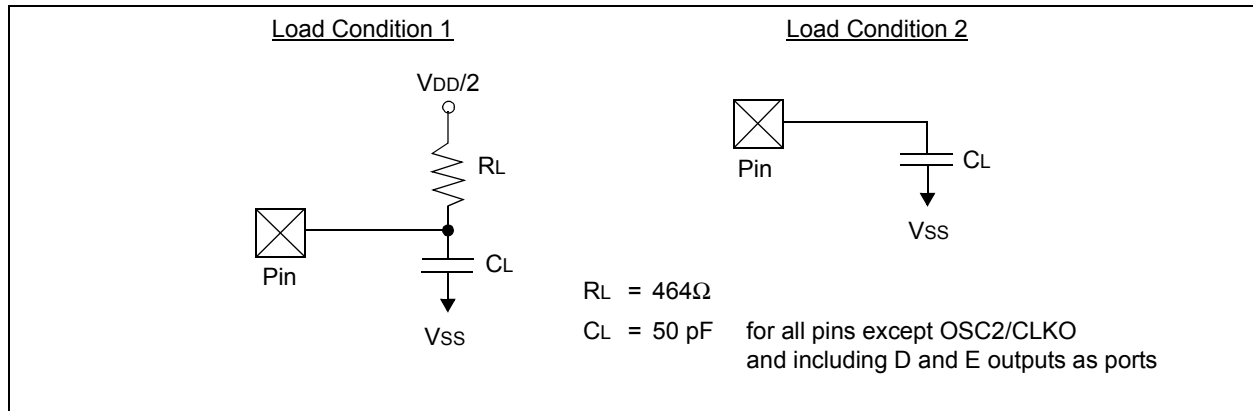 Load Condition 1
VDD/2
RL
Pin
CL
VSS
Load Condition 2
Pin
CL
VSS
RL = 464Ω
CL = 50 pF for all pins except OSC2/CLKO
and including D and E outputs as ports